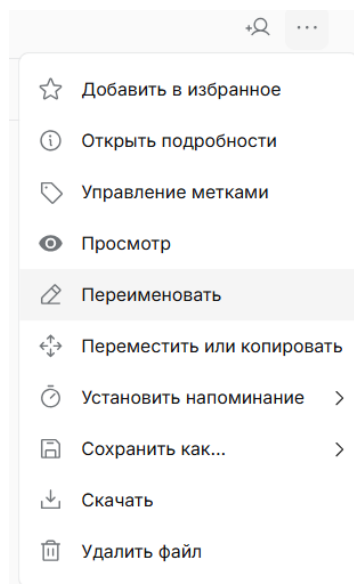 Добавить в избранное
Открыть подробности
Управление метками
Просмотр
Переименовать
Переместить или копировать
Установить напоминание
Сохранить как...
Скачать
Удалить файл